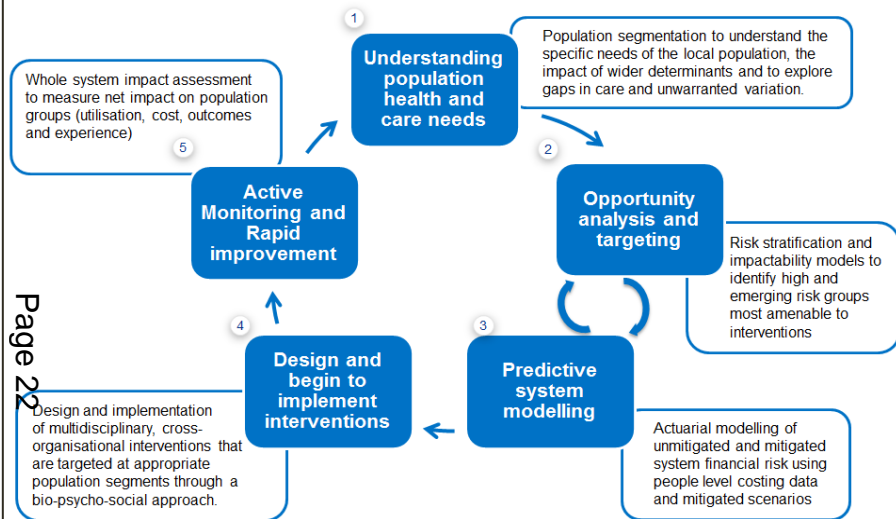 1
Understanding
population
health and
care needs
Population segmentation to understand the
specific needs of the local population, the
impact of wider determinants and to explore
gaps in care and unwarranted variation.
2
Opportunity
analysis and
targeting
Risk stratification and
impactability models to
identify high and
emerging risk groups
most amenable to
interventions
3
Predictive
system
modelling
Actuarial modelling of
unmitigated and mitigated
system financial risk using
people level costing data
and mitigated scenarios
4
Design and
begin to
implement
interventions
Design and implementation
of multidisciplinary, cross-
organisational interventions that
are targeted at appropriate
population segments through a
bio-psycho-social approach.
5
Active
Monitoring and
Rapid
improvement
Whole system impact assessment
to measure net impact on population
groups (utilisation, cost, outcomes
and experience)
Page 22